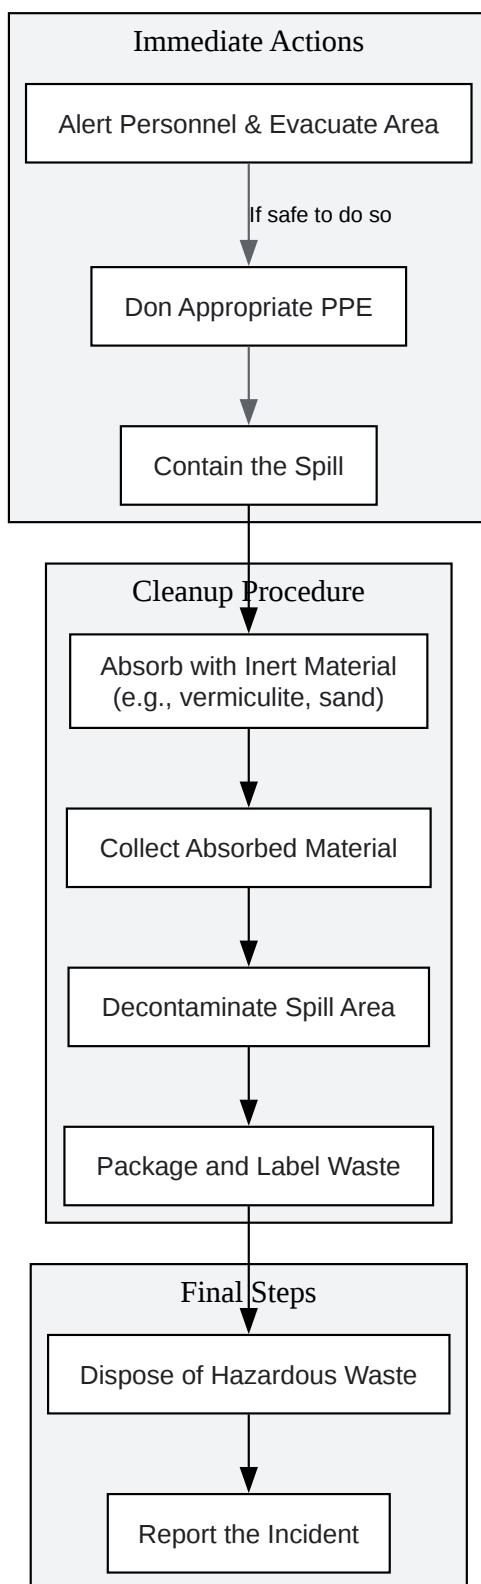 Immediate Actions
Alert Personnel & Evacuate Area
If safe to do so
Don Appropriate PPE
Contain the Spill
Cleanup Procedure
Absorb with Inert Material
(e.g., vermiculite, sand)
Collect Absorbed Material
Decontaminate Spill Area
Package and Label Waste
Final Steps
Dispose of Hazardous Waste
Report the Incident